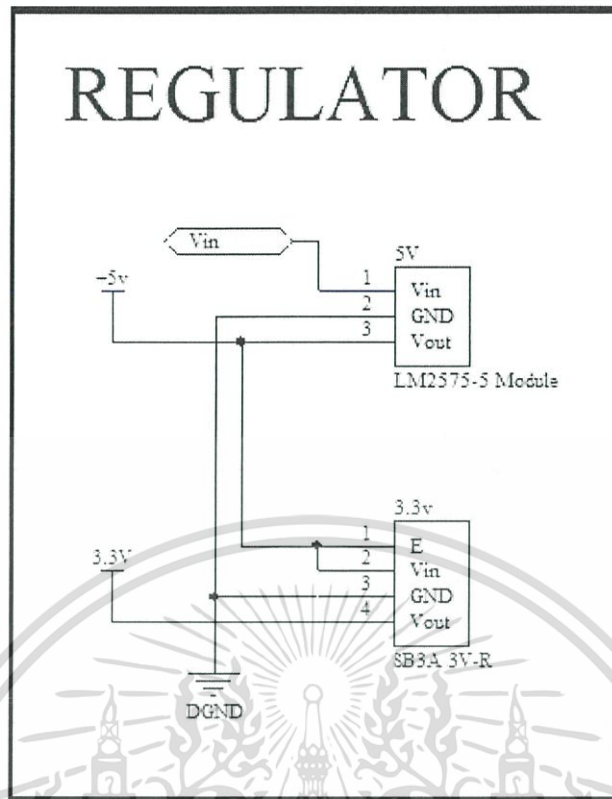 REGULATOR
Vin
5V
+5v
1 Vin
2 GND
3 Vout
LM2575-5 Module
3.3v
3.3V
1 E
2 Vin
3 GND
4 Vout
SB3A 3V-R
DGND